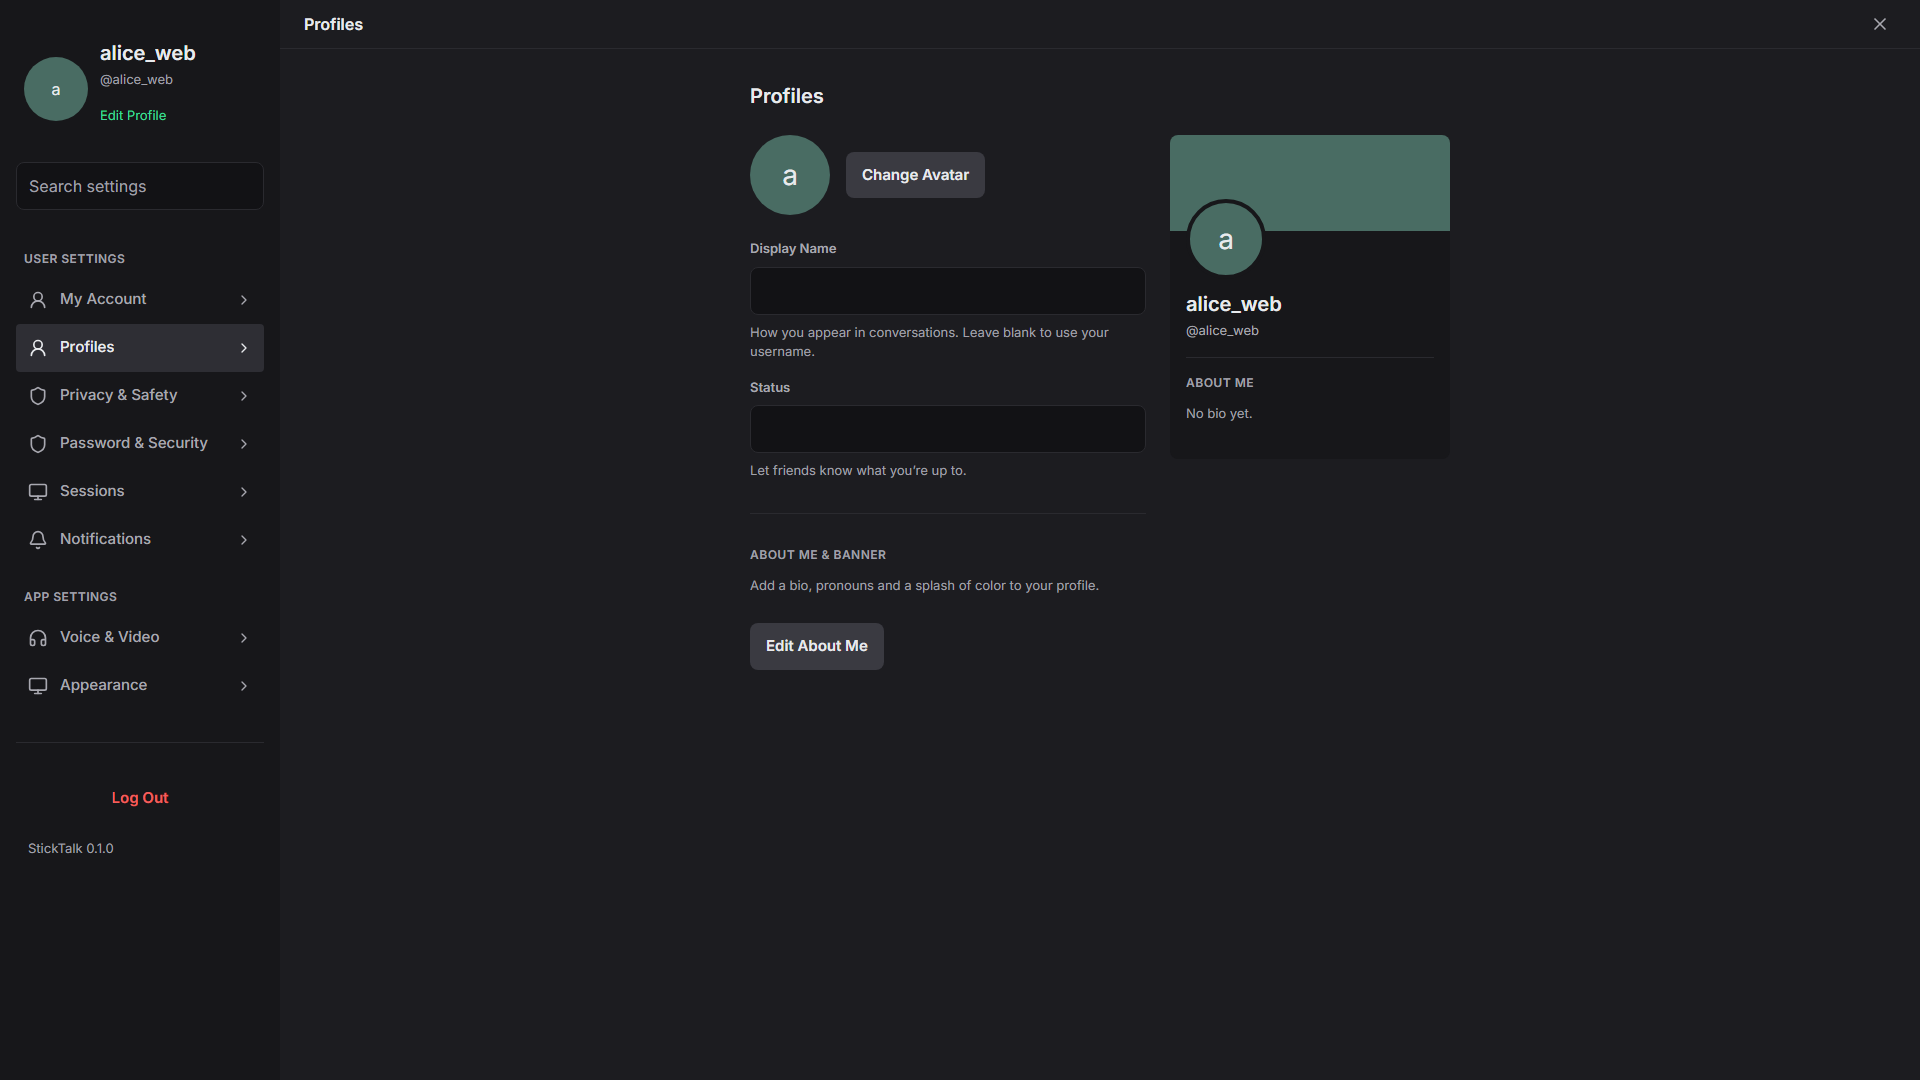 alice_web
@alice_web
a
Edit Profile
Search settings
USER SETTINGS
My Account
Profiles
Privacy & Safety
Password & Security
Sessions
Notifications
APP SETTINGS
Voice & Video
Appearance
Log Out
StickTalk 0.1.0
Profiles
Profiles
a
Change Avatar
Display Name
How you appear in conversations. Leave blank to use your
username.
Status
Let friends know what you’re up to.
ABOUT ME & BANNER
Add a bio, pronouns and a splash of color to your profile.
Edit About Me
a
alice_web
@alice_web
ABOUT ME
No bio yet.